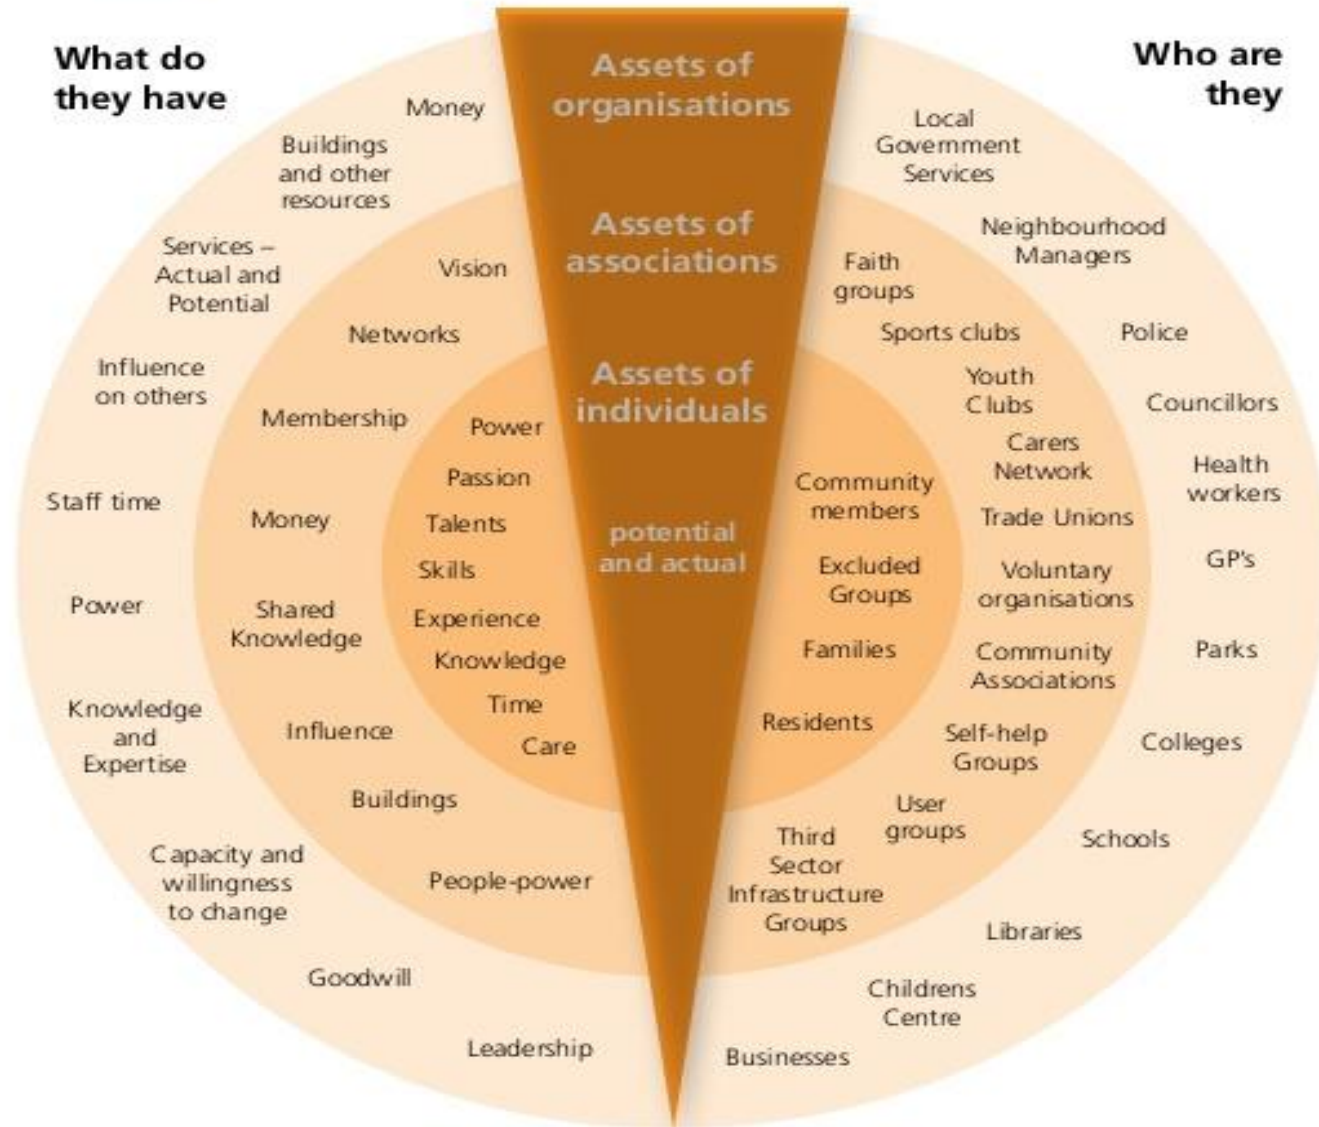 What do
they have
Who are
they
Assets of
organisations
Assets of
associations
Assets of
individuals
potential
and actual
Money
Buildings
and other
resources
Services –
Actual and
Potential
Influence
on others
Staff time
Power
Knowledge
and
Expertise
Capacity and
willingness
to change
Goodwill
Leadership
Vision
Networks
Membership
Money
Shared
Knowledge
Influence
Buildings
People-power
Power
Passion
Talents
Skills
Experience
Knowledge
Time
Care
Community
members
Excluded
Groups
Families
Residents
Faith
groups
Sports clubs
Youth
Clubs
Carers
Network
Trade Unions
Voluntary
organisations
Community
Associations
Self-help
Groups
User
groups
Third
Sector
Infrastructure
Groups
Local
Government
Services
Neighbourhood
Managers
Police
Councillors
Health
workers
GP's
Parks
Colleges
Schools
Libraries
Childrens
Centre
Businesses